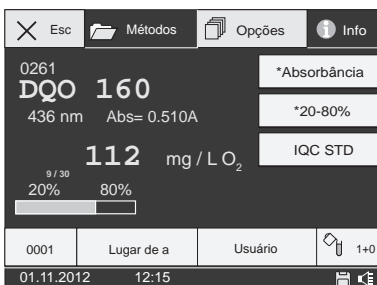 Esc Métodos Opções Info
0261
DQO 160
436 nm Abs= 0.510A
112 mg / L O₂
9 / 30
20% 80%
*Absorbância
*20-80%
IQC STD
0001 Lugar de a Usuário 1+0
01.11.2012 12:15